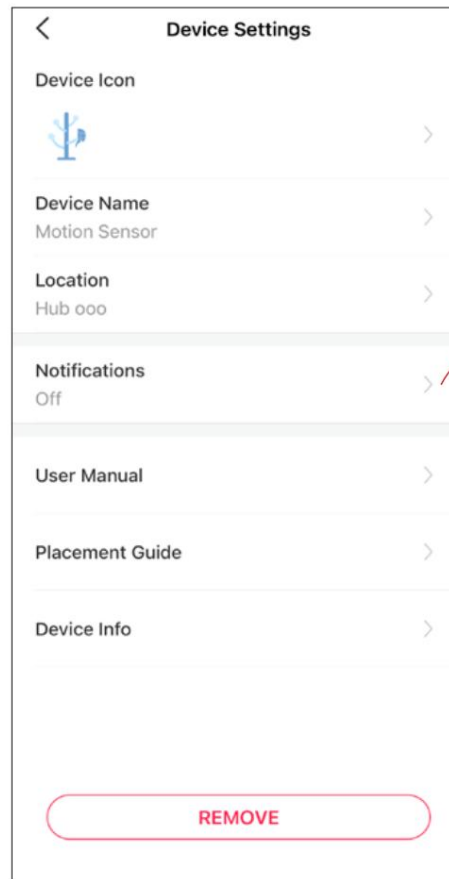 Device Settings
Device Icon
Device Name
Motion Sensor
Location
Hub ooo
Notifications
Off
User Manual
Placement Guide
Device Info
REMOVE